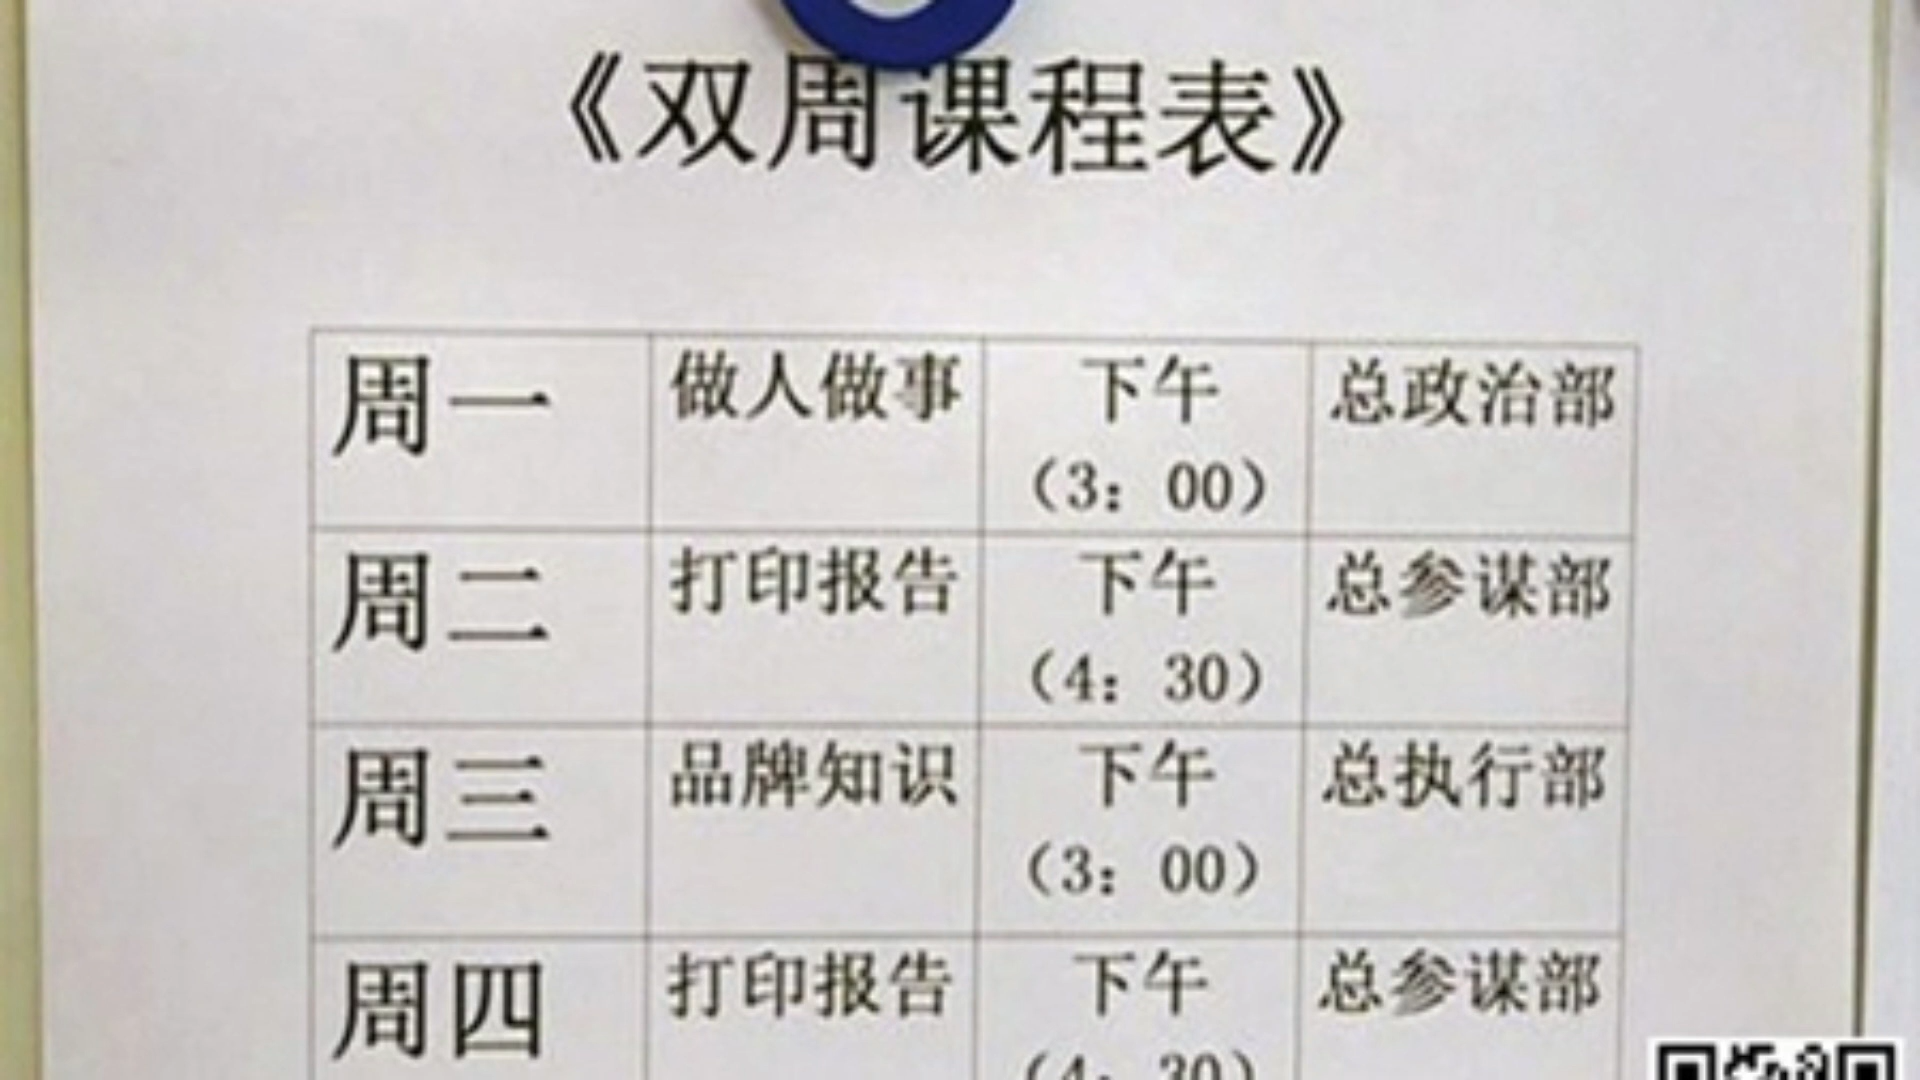 《双周课程表》
周一 做人做事 下午 总政治部
（3：00）
周二 打印报告 下午 总参谋部
（4：30）
周三 品牌知识 下午 总执行部
（3：00）
周四 打印报告 下午 总参谋部
（4：30）